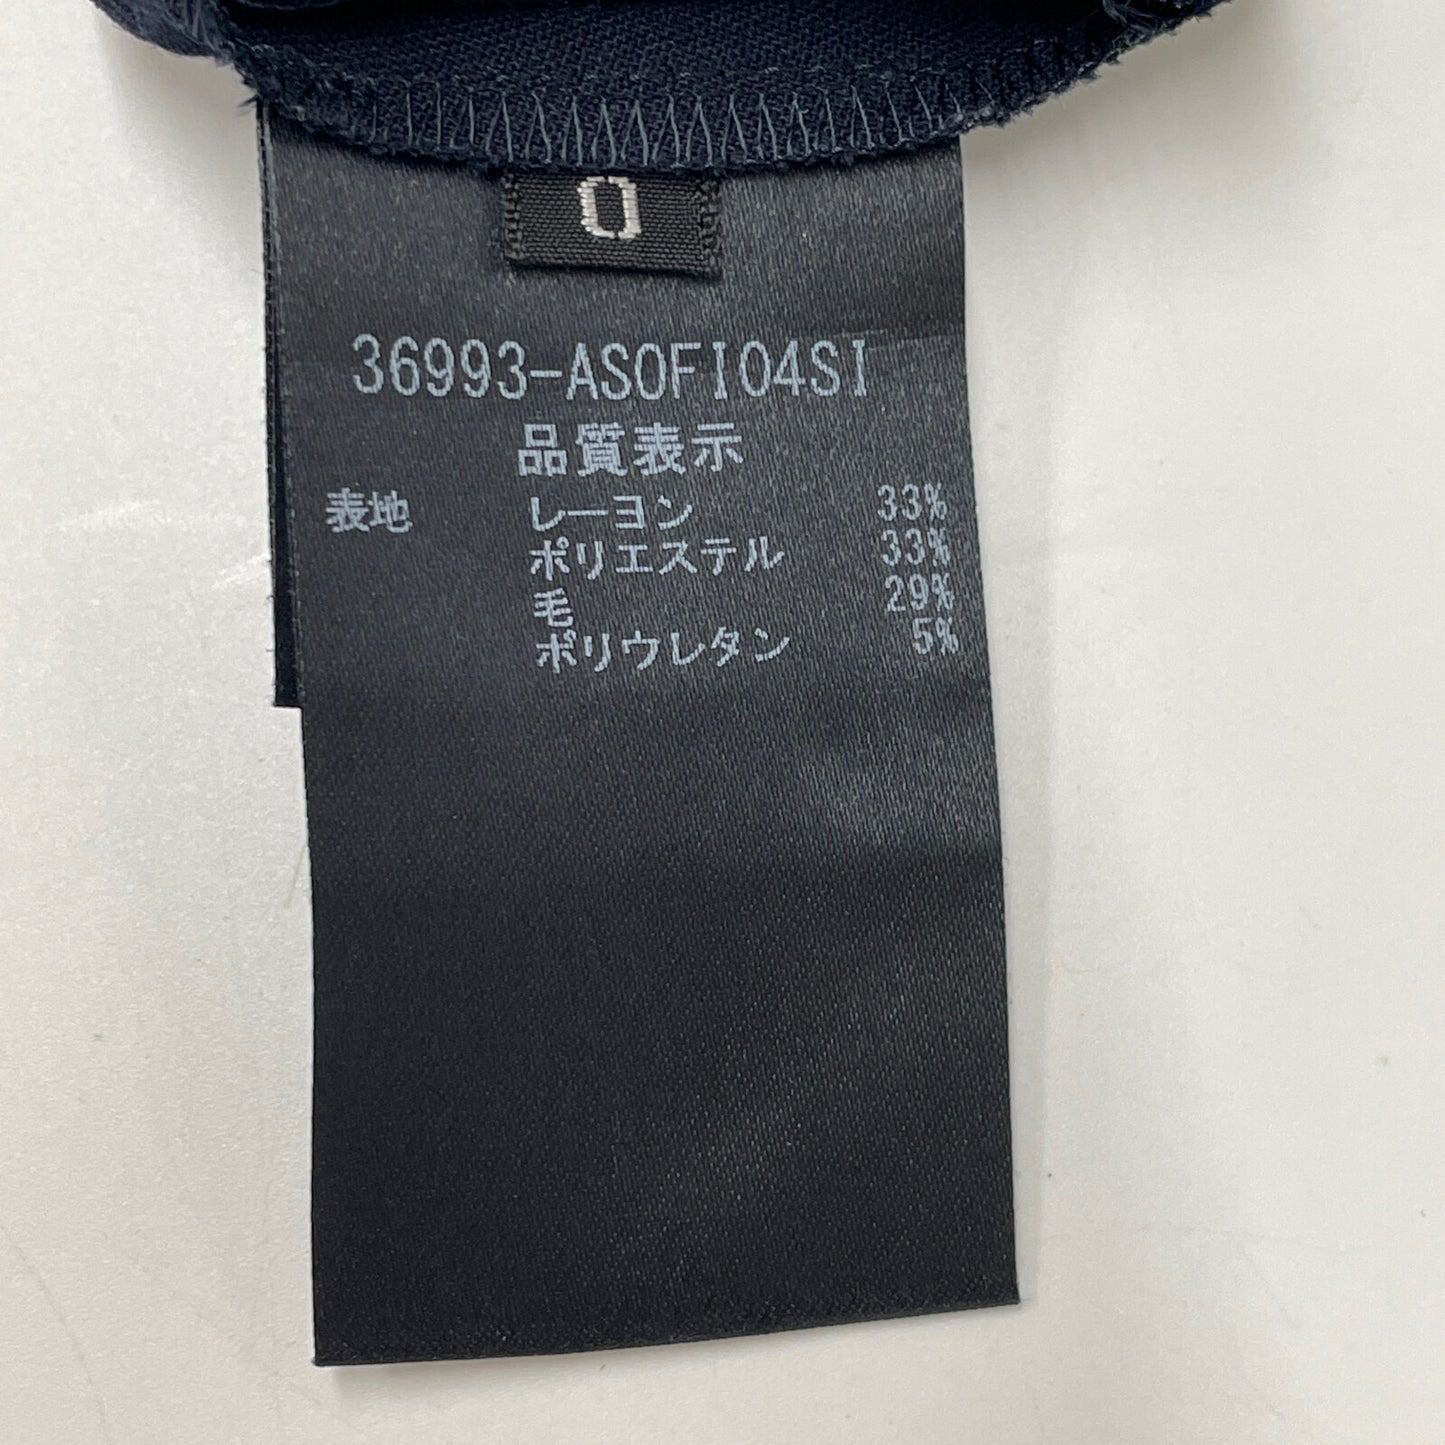 0
36993-ASOFI04SI
品質表示
表地 レーヨン 33%
ポリエステル 33%
毛 29%
ポリウレタン 5%